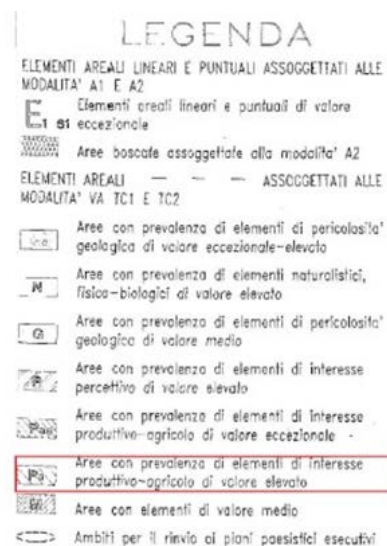 LEGENDA
ELEMENTI AREALI LINEARI E PUNTUALI ASSOGGETTATI ALLE
MODALITA' A1 E A2
E1 S1 Elementi areali lineari e puntuali di valore
eccezionale
Aree boscate assoggettate alla modalita' A2
ELEMENTI AREALI — — — ASSOGGETTATI ALLE
MODALITA' VA TC1 E TC2
Aree con prevalenza di elementi di pericolosita'
geologica di valore eccezionale-elevato
N Aree con prevalenza di elementi naturalistici,
fisico-biologici di valore elevato
G Aree con prevalenza di elementi di pericolosita'
geologica di valore medio
P Aree con prevalenza di elementi di interesse
percettivo di valore elevato
Pae Aree con prevalenza di elementi di interesse
produttivo-agricolo di valore eccezionale -
Pa Aree con prevalenza di elementi di interesse
produttivo-agricolo di valore elevato
Aree con elementi di valore medio
Ambiti per il rinvio ai piani paesistici esecutivi